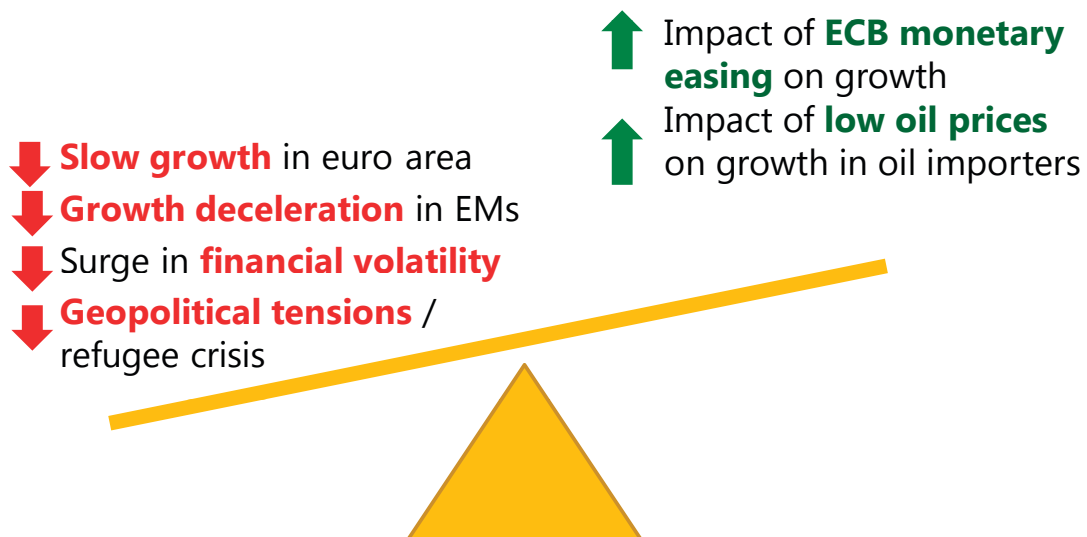 Impact of ECB monetary
easing on growth
Impact of low oil prices
on growth in oil importers
Slow growth in euro area
Growth deceleration in EMs
Surge in financial volatility
Geopolitical tensions /
refugee crisis